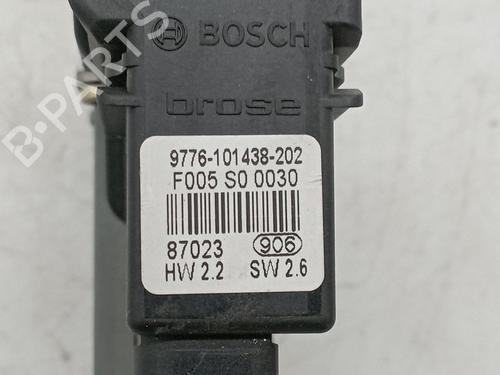 BOSCH
brose
9776-101438-202
F005 S0 0030
87023 906
HW 2.2 SW 2.6
B-PARTS